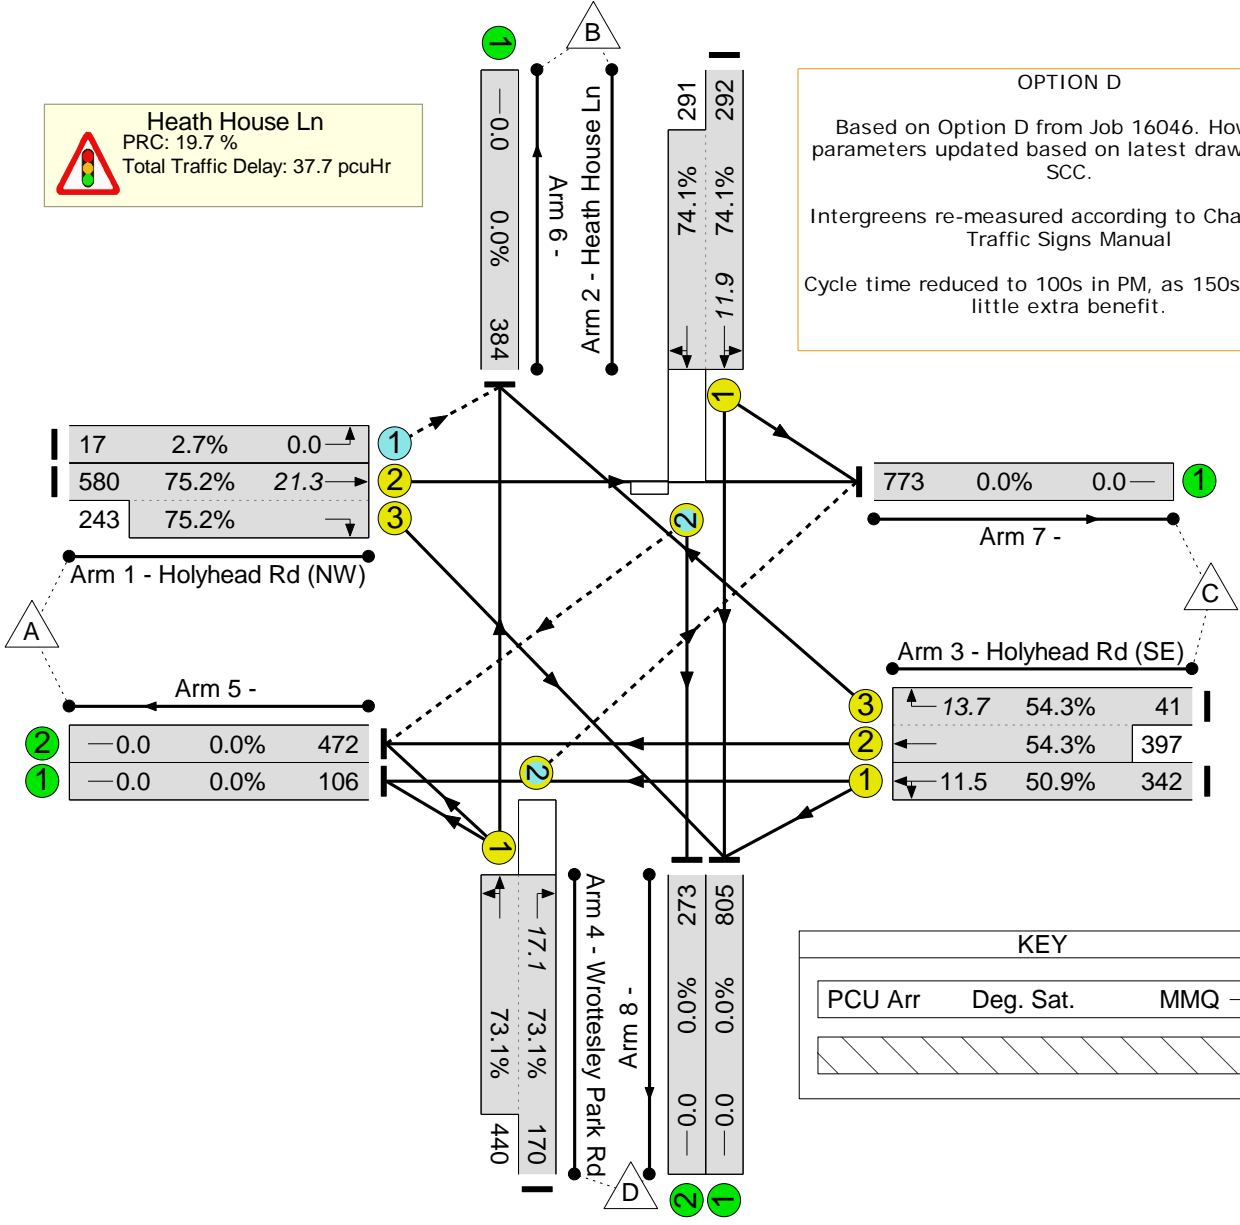 Heath House Ln
PRC: 19.7 %
Total Traffic Delay: 37.7 pcuHr
1
B
0.0 0.0% 384
Arm 6 -
Arm 2 - Heath House Ln
291 74.1%
292 74.1% 11.9
OPTION D
Based on Option D from Job 16046. Ho
parameters updated based on latest draw
SCC.
Intergreens re-measured according to Cha
Traffic Signs Manual
Cycle time reduced to 100s in PM, as 150s
little extra benefit.
1
17 2.7% 0.0 1
580 75.2% 21.3 2
243 75.2% 3
Arm 1 - Holyhead Rd (NW)
A
2
773 0.0% 0.0 1
Arm 7 -
C
Arm 5 -
2 0.0 0.0% 472
1 0.0 0.0% 106
Arm 3 - Holyhead Rd (SE)
3 13.7 54.3% 41
2 54.3% 397
1 11.5 50.9% 342
2
1
73.1% 440
17.1 73.1% 170
Arm 4 - Wrottesley Park Rd
D
Arm 8 -
273 0.0% 0.0
805 0.0% 0.0
2 1
KEY
PCU Arr Deg. Sat. MMQ